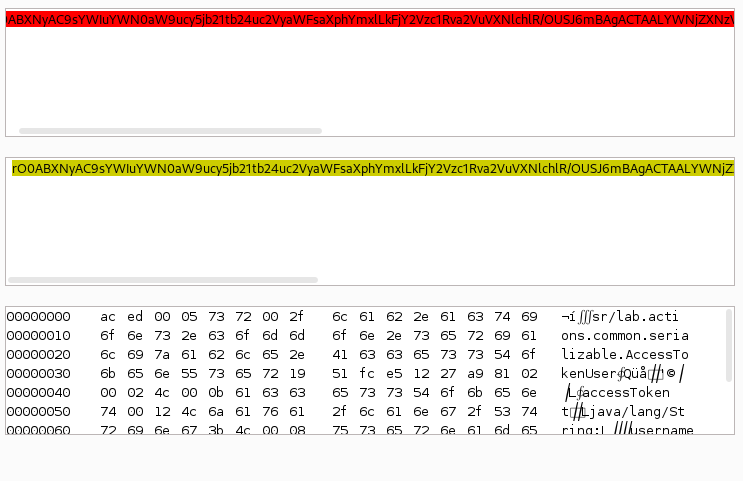 ABXNyAC9sYWIuYWN0aW9ucy5jb21tb24uc2VyaWFsaXphYmxlLkFjY2Vzc1Rva2VuVXNlchlR/OUSJ6mBAgACTAALYWNjZXNz
rO0ABXNyAC9sYWIuYWN0aW9ucy5jb21tb24uc2VyaWFsaXphYmxlLkFjY2Vzc1Rva2VuVXNlchlR/OUSJ6mBAgACTAALYWNjZ
00000000 ac ed 00 05 73 72 00 2f 6c 61 62 2e 61 63 74 69 ¬í sr/lab.acti
00000010 6f 6e 73 2e 63 6f 6d 6d 6f 6e 2e 73 65 72 69 61 ons.common.seria
00000020 6c 69 7a 61 62 6c 65 2e 41 63 63 65 73 73 54 6f lizable.AccessTo
00000030 6b 65 6e 55 73 65 72 19 51 fc e5 12 27 a9 81 02 kenUser Qüå ' ©
00000040 00 02 4c 00 0b 61 63 63 65 73 73 54 6f 6b 65 6e L accessToken
00000050 74 00 12 4c 6a 61 76 61 2f 6c 61 6e 67 2f 53 74 t Ljava/lang/St
00000060 72 69 6e 67 3b 4c 00 08 75 73 65 72 6e 61 6d 65 ring;L username